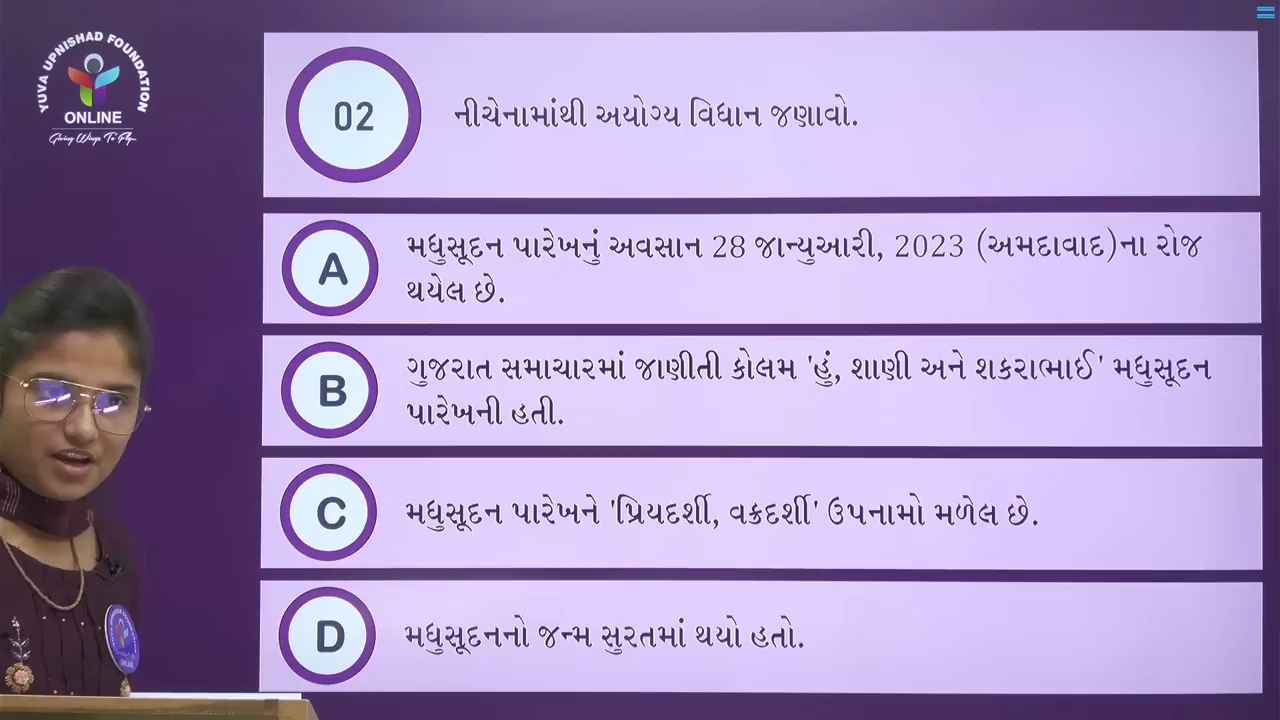 YUVA UPNISHAD FOUNDATION
ONLINE
Giving Wings To Fly...
02
નીચેનામાંથી અયોગ્ય વિધાન જણાવો.
A
મધુસૂદન પારેખનું અવસાન 28 જાન્યુઆરી, 2023 (અમદાવાદ)ના રોજ
થયેલ છે.
B
ગુજરાત સમાચારમાં જાણીતી કોલમ 'હું, શાણી અને શકરાભાઈ' મધુસૂદન
પારેખની હતી.
C
મધુસૂદન પારેખને 'પ્રિયદર્શી, વક્રદર્શી' ઉપનામો મળેલ છે.
D
મધુસૂદનનો જન્મ સુરતમાં થયો હતો.
ONLINE